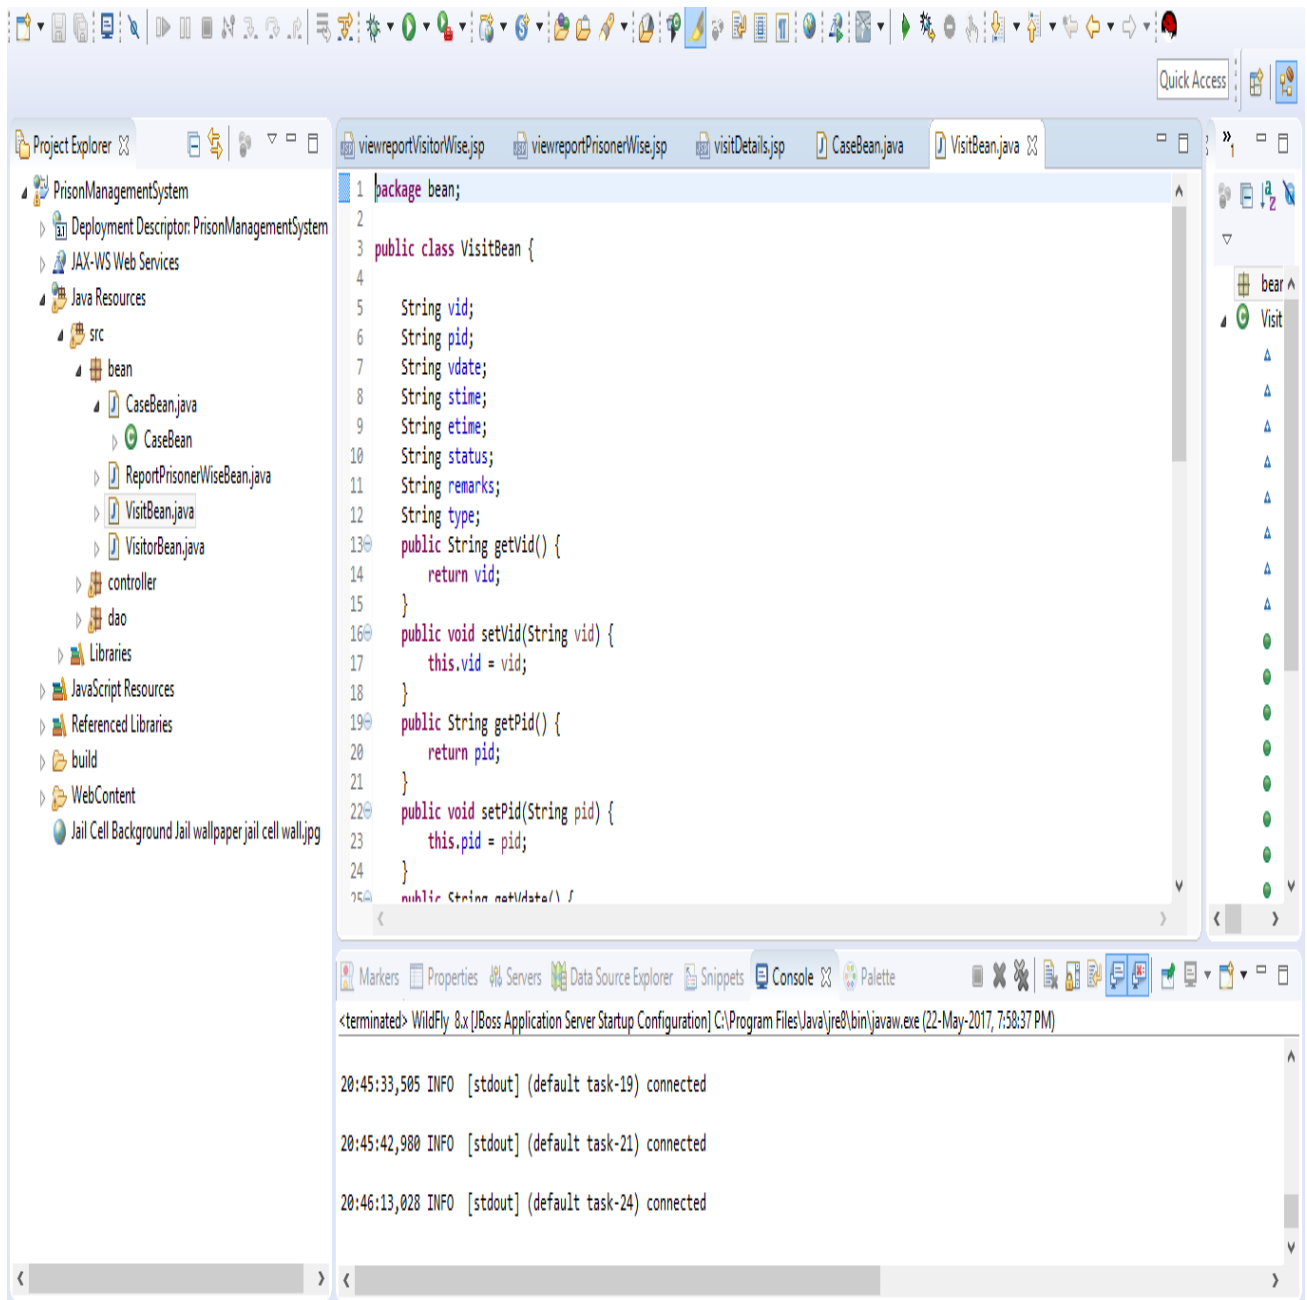 Quick Access
Project Explorer
PrisonManagementSystem
Deployment Descriptor: PrisonManagementSystem
JAX-WS Web Services
Java Resources
src
bean
CaseBean.java
CaseBean
ReportPrisonerWiseBean.java
VisitBean.java
VisitorBean.java
controller
dao
Libraries
JavaScript Resources
Referenced Libraries
build
WebContent
Jail Cell Background Jail wallpaper jail cell wall.jpg
viewreportVisitorWise.jsp viewreportPrisonerWise.jsp visitDetails.jsp CaseBean.java VisitBean.java
1 package bean;
2
3 public class VisitBean {
4
5 String vid;
6 String pid;
7 String vdate;
8 String stime;
9 String etime;
10 String status;
11 String remarks;
12 String type;
13 public String getVid() {
14 return vid;
15 }
16 public void setVid(String vid) {
17 this.vid = vid;
18 }
19 public String getPid() {
20 return pid;
21 }
22 public void setPid(String pid) {
23 this.pid = pid;
24 }
25 public String getVdate() {
»1
bear
Visit
Markers Properties Servers Data Source Explorer Snippets Console Palette
<terminated> WildFly 8.x [JBoss Application Server Startup Configuration] C:\Program Files\Java\jre8\bin\javaw.exe (22-May-2017, 7:58:37 PM)
20:45:33,505 INFO [stdout] (default task-19) connected
20:45:42,980 INFO [stdout] (default task-21) connected
20:46:13,028 INFO [stdout] (default task-24) connected